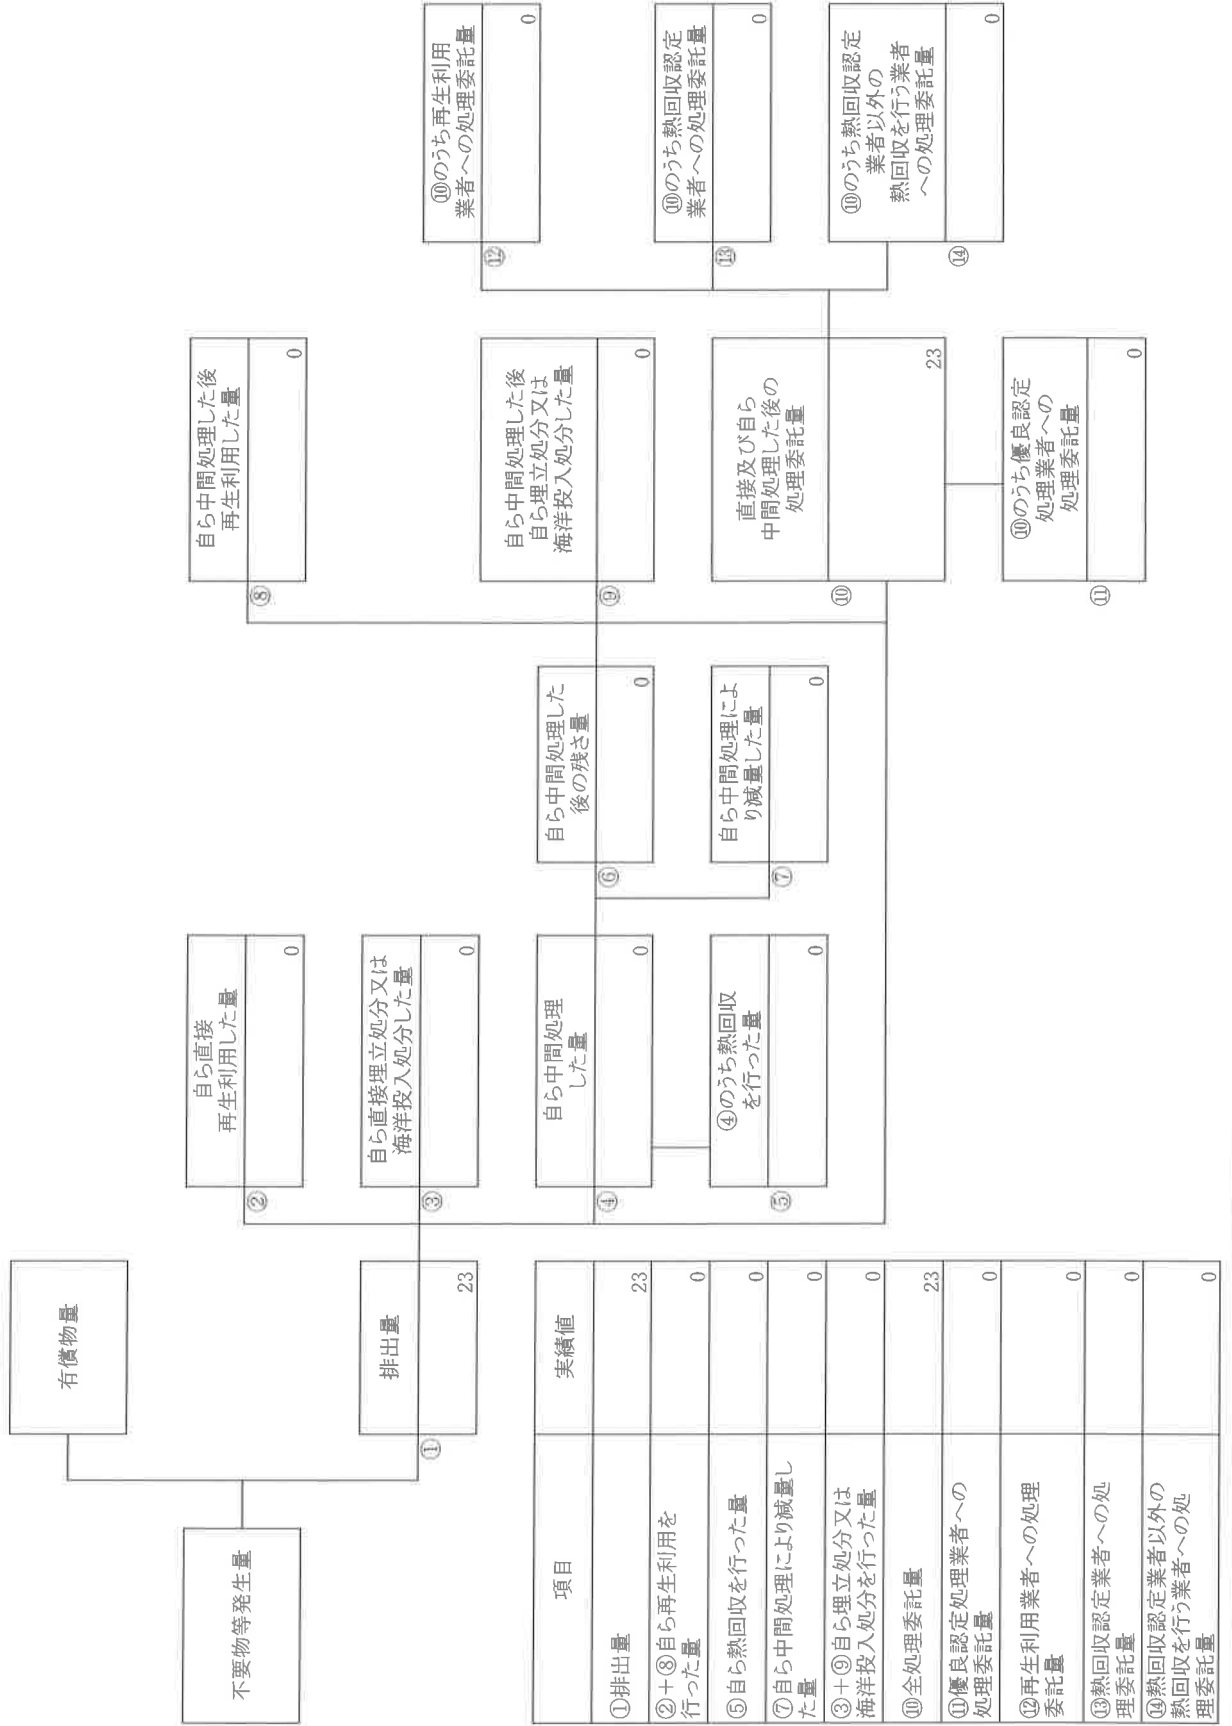 不要物等発生量
有償物量
排出量
①
23
自ら直接
再生利用した量
②
0
自ら直接埋立処分又は
海洋投入処分した量
③
0
自ら中間処理
した量
④
0
④のうち熱回収
を行った量
⑤
0
自ら中間処理した
後の残さ量
⑥
0
自ら中間処理によ
り減量した量
⑦
0
自ら中間処理した後
再生利用した量
⑧
0
自ら中間処理した後
自ら埋立処分又は
海洋投入処分した量
⑨
0
直接及び自ら
中間処理した後の
処理委託量
⑩
23
⑩のうち優良認定
処理業者への
処理委託量
⑪
0
⑩のうち再生利用
業者への処理委託量
⑫
0
⑩のうち熱回収認定
業者への処理委託量
⑬
0
⑩のうち熱回収認定
業者以外の
熱回収を行う業者
への処理委託量
⑭
0
項目 実績値
①排出量 23
②+⑧自ら再生利用を
行った量 0
⑤自ら熱回収を行った量 0
⑦自ら中間処理により減量し
た量 0
③+⑨自ら埋立処分又は
海洋投入処分を行った量 0
⑩全処理委託量 23
⑪優良認定処理業者への
処理委託量 0
⑫再生利用業者への処理
委託量 0
⑬熱回収認定業者への処
理委託量 0
⑭熱回収認定業者以外の
熱回収を行う業者への処
理委託量 0